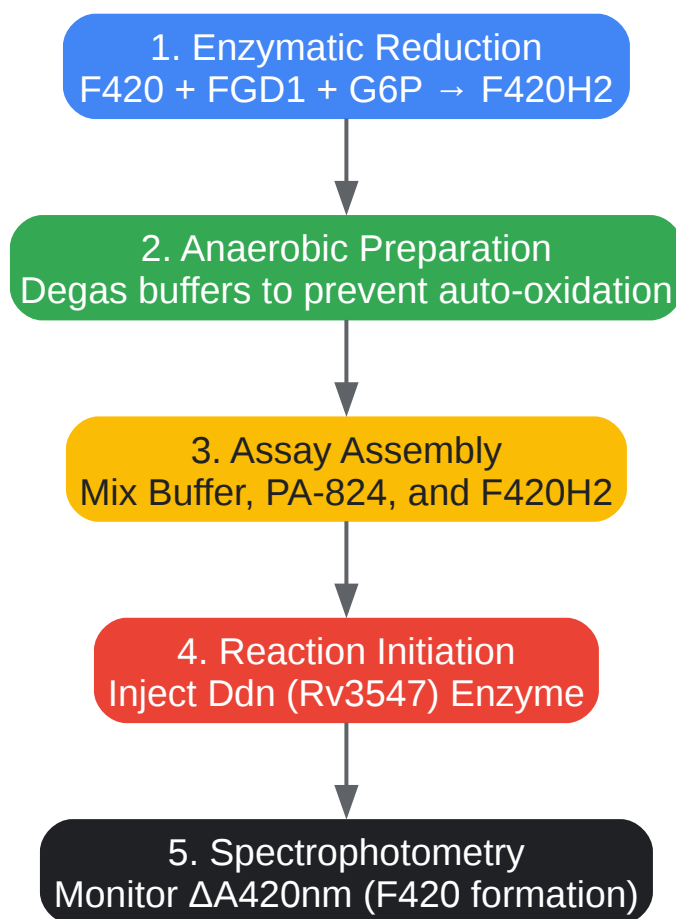 1. Enzymatic Reduction
F420 + FGD1 + G6P → F420H2
2. Anaerobic Preparation
Degas buffers to prevent auto-oxidation
3. Assay Assembly
Mix Buffer, PA-824, and F420H2
4. Reaction Initiation
Inject Ddn (Rv3547) Enzyme
5. Spectrophotometry
Monitor ΔA420nm (F420 formation)